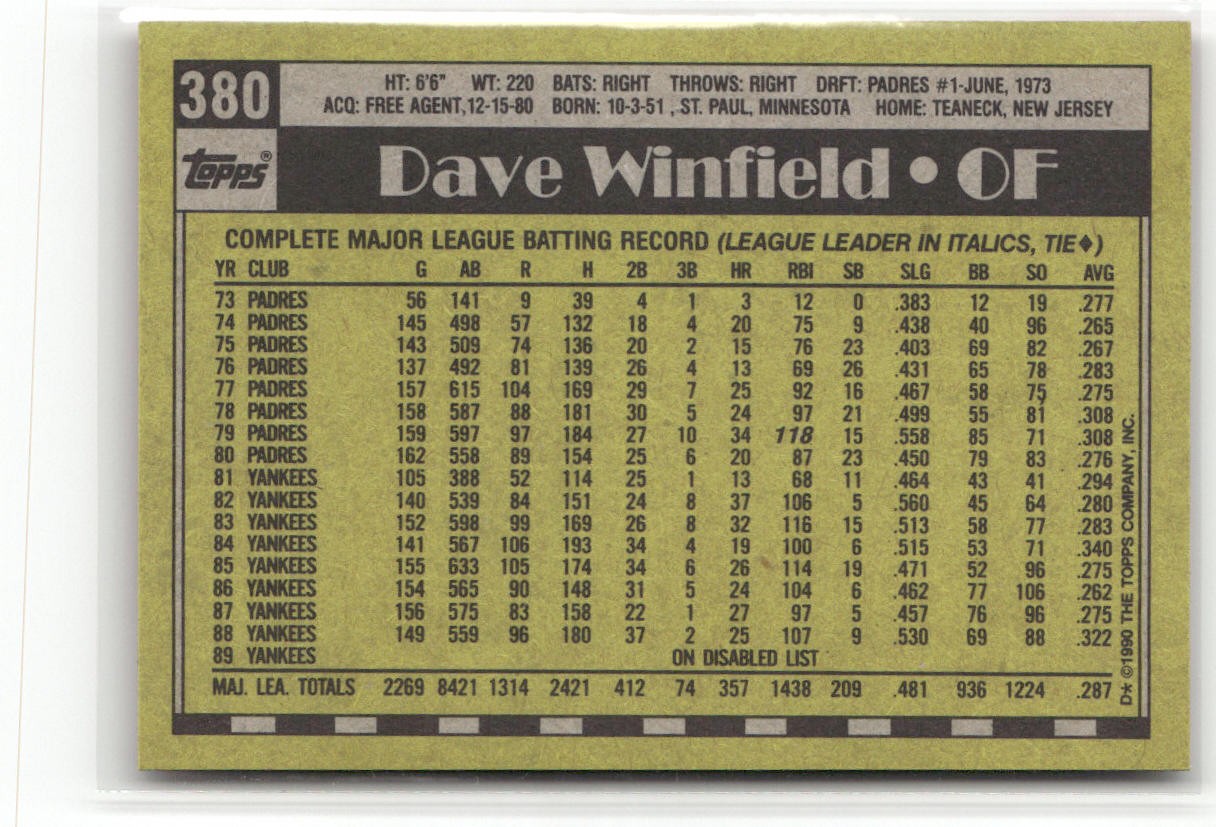 380
HT: 6'6" WT: 220 BATS: RIGHT THROWS: RIGHT DRFT: PADRES #1-JUNE, 1973
ACQ: FREE AGENT,12-15-80 BORN: 10-3-51 , ST. PAUL, MINNESOTA HOME: TEANECK, NEW JERSEY
topps®
Dave Winfield • OF
COMPLETE MAJOR LEAGUE BATTING RECORD (LEAGUE LEADER IN ITALICS, TIE♦)
YR CLUB G AB R H 2B 3B HR RBI SB SLG BB SO AVG
73 PADRES 56 141 9 39 4 1 3 12 0 .383 12 19 .277
74 PADRES 145 498 57 132 18 4 20 75 9 .438 40 96 .265
75 PADRES 143 509 74 136 20 2 15 76 23 .403 69 82 .267
76 PADRES 137 492 81 139 26 4 13 69 26 .431 65 78 .283
77 PADRES 157 615 104 169 29 7 25 92 16 .467 58 75 .275
78 PADRES 158 587 88 181 30 5 24 97 21 .499 55 81 .308
79 PADRES 159 597 97 184 27 10 34 118 15 .558 85 71 .308
80 PADRES 162 558 89 154 25 6 20 87 23 .450 79 83 .276
81 YANKEES 105 388 52 114 25 1 13 68 11 .464 43 41 .294
82 YANKEES 140 539 84 151 24 8 37 106 5 .560 45 64 .280
83 YANKEES 152 598 99 169 26 8 32 116 15 .513 58 77 .283
84 YANKEES 141 567 106 193 34 4 19 100 6 .515 53 71 .340
85 YANKEES 155 633 105 174 34 6 26 114 19 .471 52 96 .275
86 YANKEES 154 565 90 148 31 5 24 104 6 .462 77 106 .262
87 YANKEES 156 575 83 158 22 1 27 97 5 .457 76 96 .275
88 YANKEES 149 559 96 180 37 2 25 107 9 .530 69 88 .322
89 YANKEES ON DISABLED LIST
MAJ. LEA. TOTALS 2269 8421 1314 2421 412 74 357 1438 209 .481 936 1224 .287
D* ©1990 THE TOPPS COMPANY, INC.